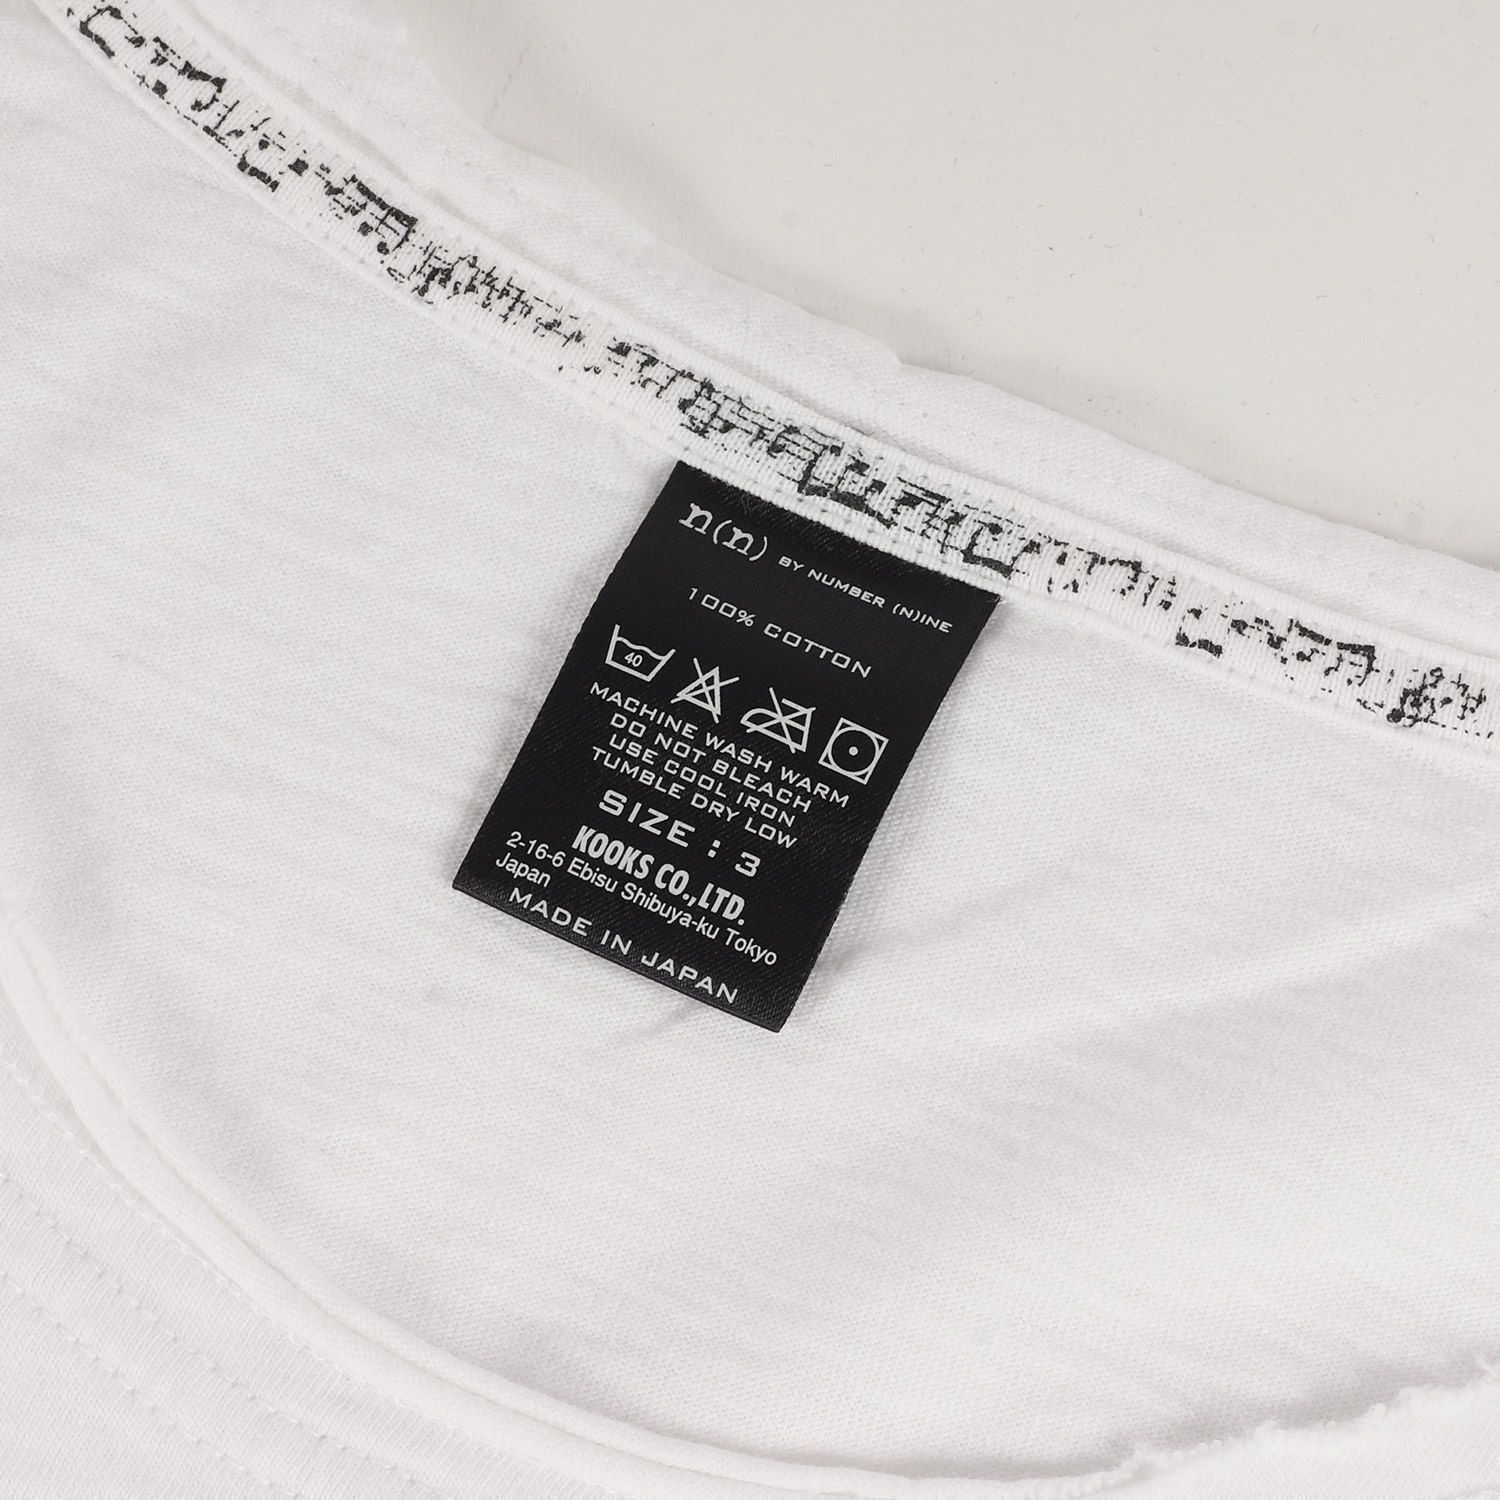 n(n) BY NUMBER (N)INE
100% COTTON
40
MACHINE WASH WARM
DO NOT BLEACH
USE COOL IRON
TUMBLE DRY LOW
SIZE : 3
KOOKS CO.,LTD.
2-16-6 Ebisu Shibuya-ku Tokyo
Japan
MADE IN JAPAN